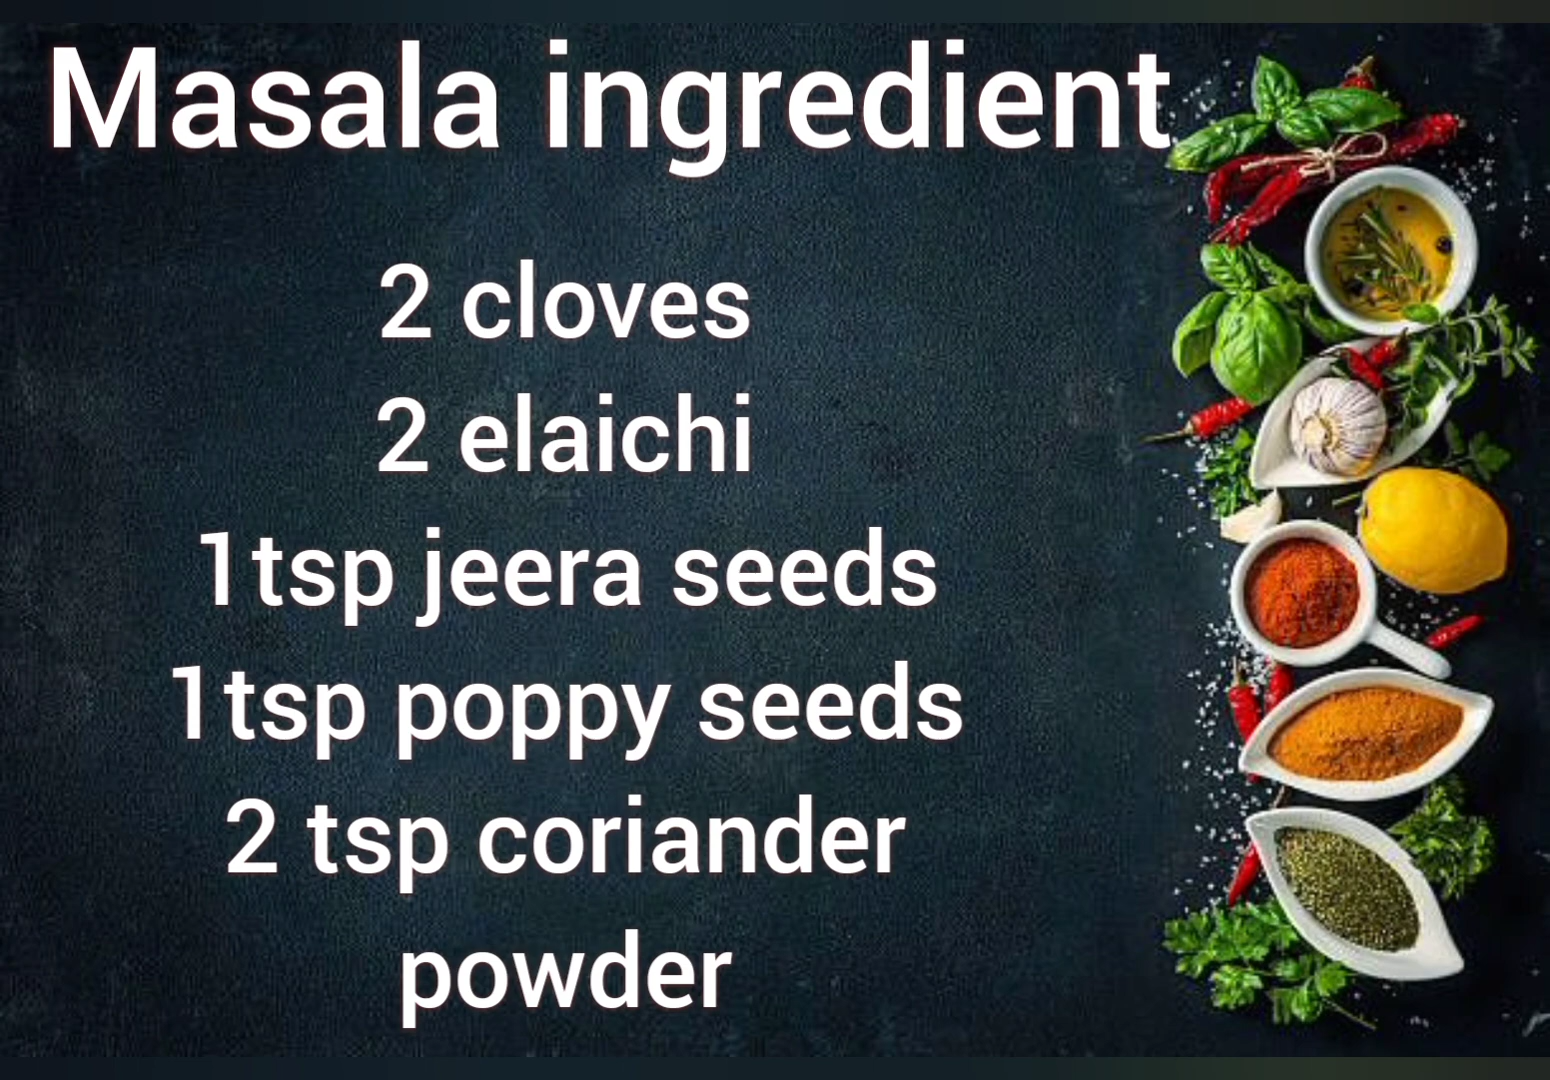 Masala ingredient
2 cloves
2 elaichi
1tsp jeera seeds
1tsp poppy seeds
2 tsp coriander
powder